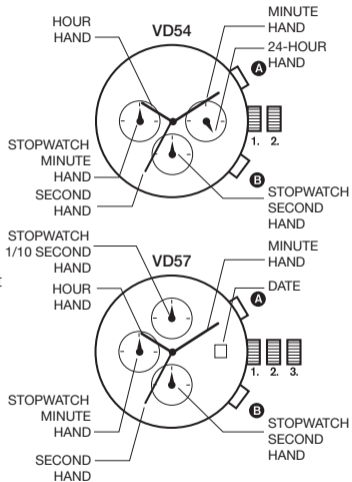 HOUR
HAND
VD54
MINUTE
HAND
24-HOUR
HAND
A
1. 2.
STOPWATCH
MINUTE
HAND
SECOND
HAND
B
STOPWATCH
SECOND
HAND
STOPWATCH
1/10 SECOND
HAND
VD57
MINUTE
HAND
HOUR
HAND
A
DATE
1. 2. 3.
STOPWATCH
MINUTE
HAND
B
STOPWATCH
SECOND
HAND
SECOND
HAND